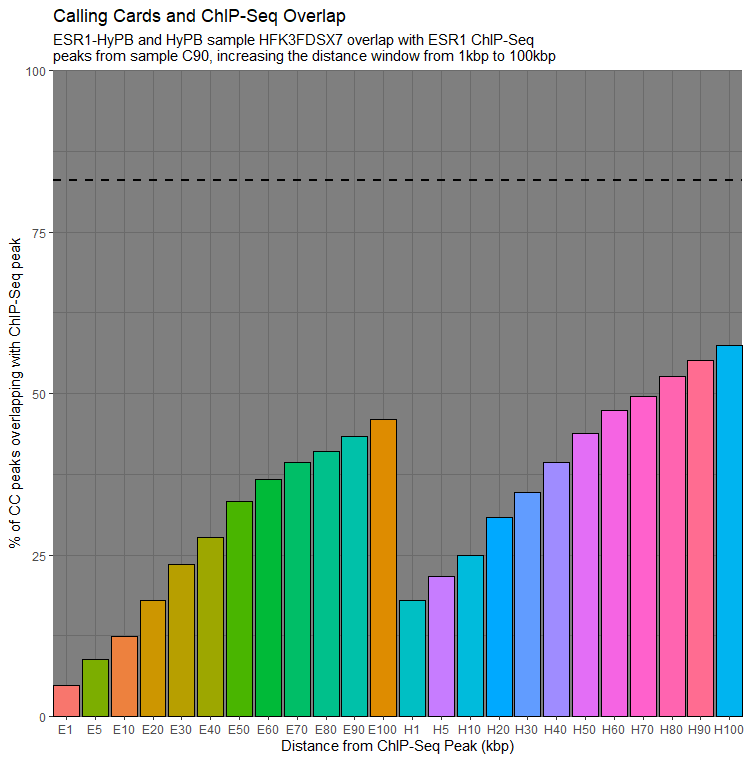 Calling Cards and ChIP-Seq Overlap
ESR1-HyPB and HyPB sample HFK3FDSX7 overlap with ESR1 ChIP-Seq
peaks from sample C90, increasing the distance window from 1kbp to 100kbp
% of CC peaks overlapping with ChIP-Seq peak
100
75
50
25
0
E1 E5 E10 E20 E30 E40 E50 E60 E70 E80 E90 E100 H1 H5 H10 H20 H30 H40 H50 H60 H70 H80 H90 H100
Distance from ChIP-Seq Peak (kbp)